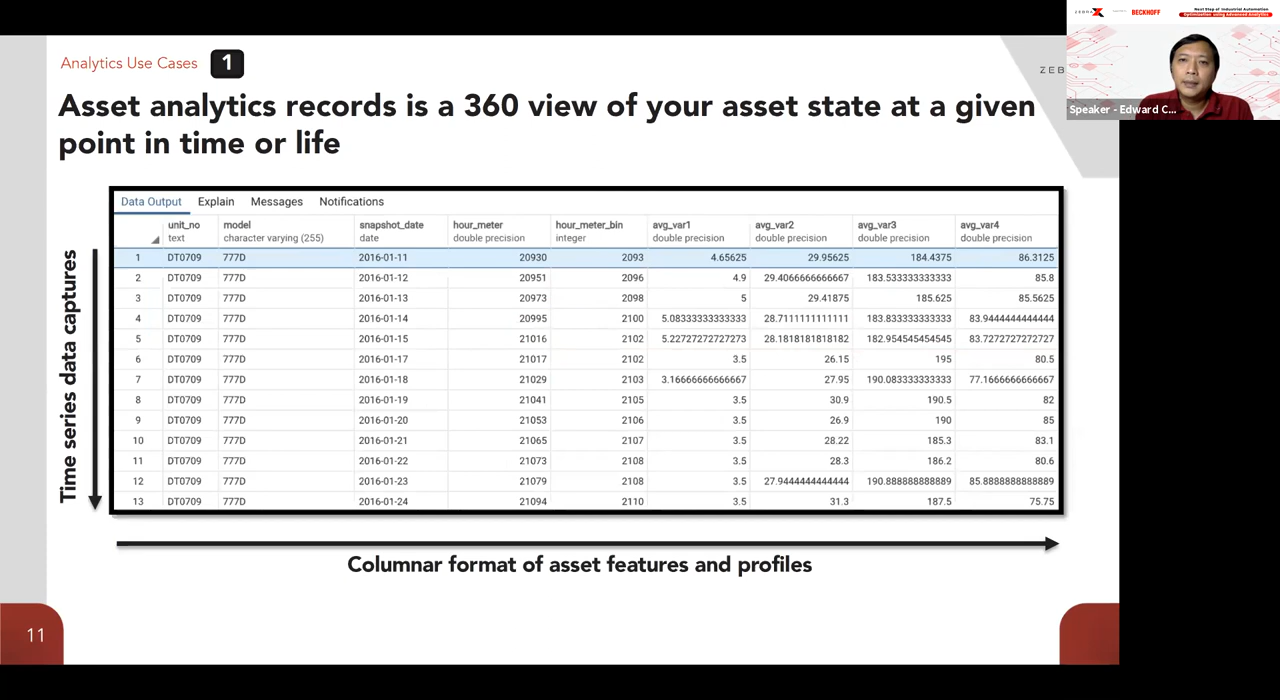 ZEBRA X
BECKHOFF
Next Step of Industrial Automation
Optimization using Advanced Analytics
Speaker - Edward C...
Analytics Use Cases 1
ZEB
Asset analytics records is a 360 view of your asset state at a given
point in time or life
Time series data captures
Data Output Explain Messages Notifications
unit_no model snapshot_date hour_meter hour_meter_bin avg_var1 avg_var2 avg_var3 avg_var4
text character varying (255) date double precision integer double precision double precision double precision double precision
1 DT0709 777D 2016-01-11 20930 2093 4.65625 29.95625 184.4375 86.3125
2 DT0709 777D 2016-01-12 20951 2096 4.9 29.4066666666667 183.533333333333 85.8
3 DT0709 777D 2016-01-13 20973 2098 5 29.41875 185.625 85.5625
4 DT0709 777D 2016-01-14 20995 2100 5.08333333333333 28.7111111111111 183.833333333333 83.9444444444444
5 DT0709 777D 2016-01-15 21016 2102 5.22727272727273 28.1818181818182 182.954545454545 83.7272727272727
6 DT0709 777D 2016-01-17 21017 2102 3.5 26.15 195 80.5
7 DT0709 777D 2016-01-18 21029 2103 3.16666666666667 27.95 190.083333333333 77.1666666666667
8 DT0709 777D 2016-01-19 21041 2105 3.5 30.9 190.5 82
9 DT0709 777D 2016-01-20 21053 2106 3.5 26.9 190 85
10 DT0709 777D 2016-01-21 21065 2107 3.5 28.22 185.3 83.1
11 DT0709 777D 2016-01-22 21073 2108 3.5 28.3 186.2 80.6
12 DT0709 777D 2016-01-23 21079 2108 3.5 27.9444444444444 190.888888888889 85.8888888888889
13 DT0709 777D 2016-01-24 21094 2110 3.5 31.3 187.5 75.75
Columnar format of asset features and profiles
11